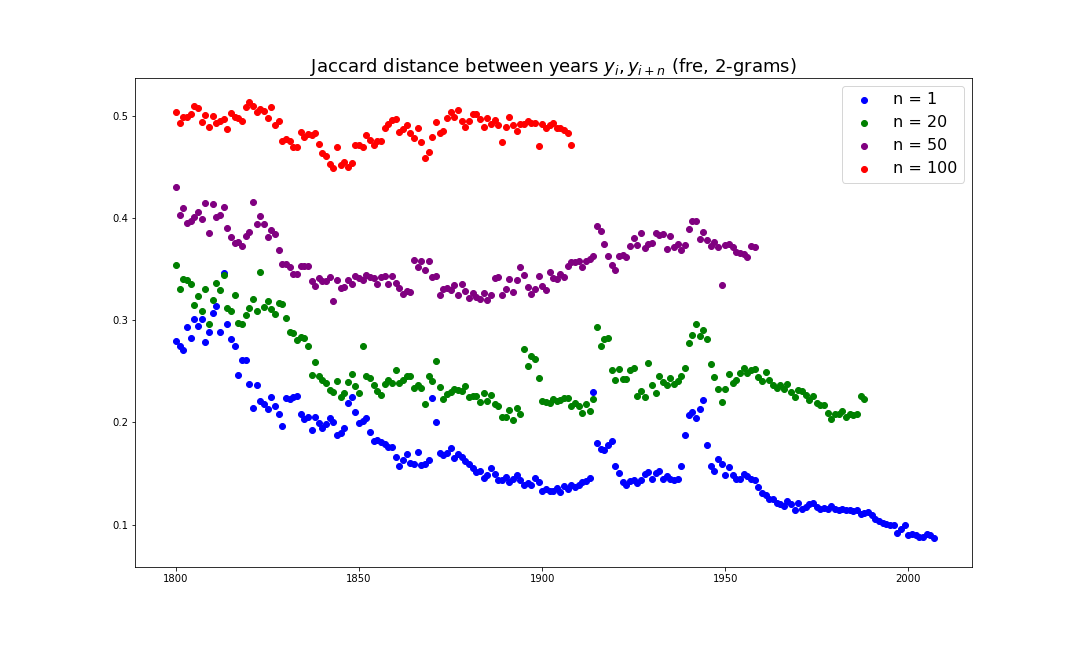 Jaccard distance between years $y_i, y_{i+n}$ (fre, 2-grams)
n = 1
n = 20
n = 50
n = 100
0.5
0.4
0.3
0.2
0.1
1800 1850 1900 1950 2000